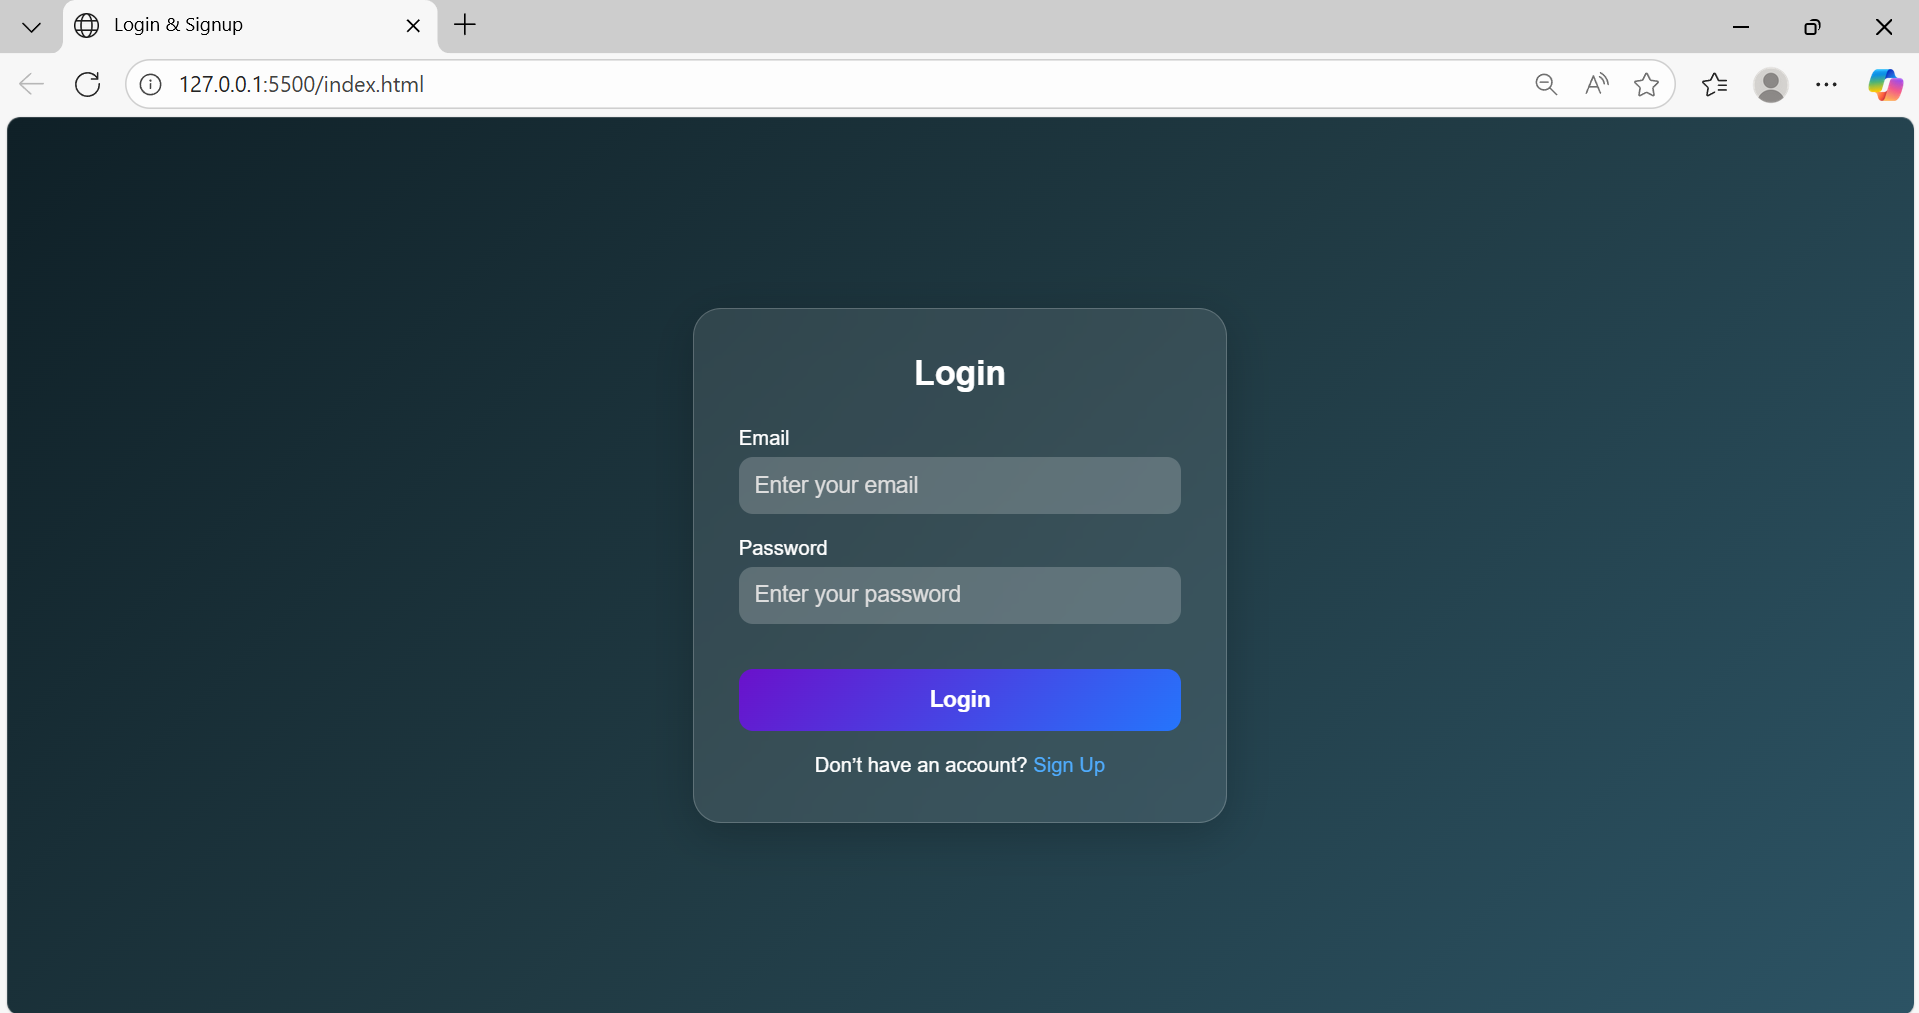 Login & Signup
127.0.0.1:5500/index.html
Login
Email
Enter your email
Password
Enter your password
Login
Don't have an account? Sign Up